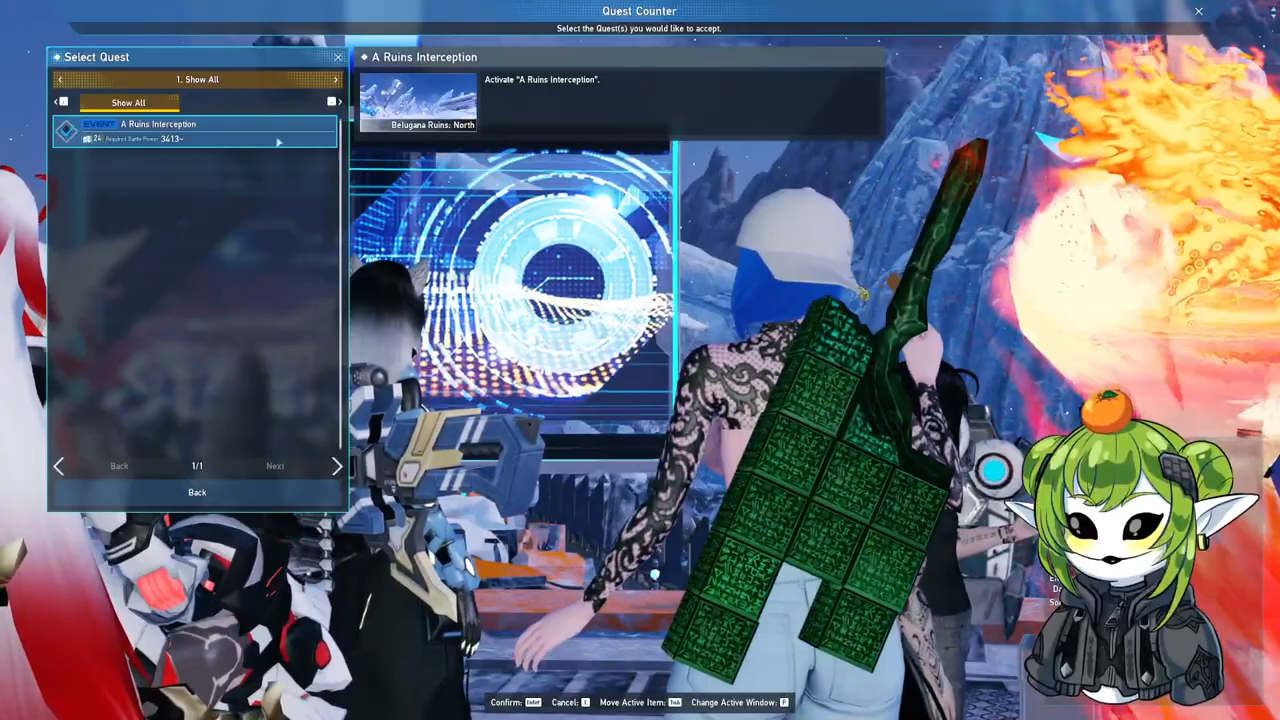 Quest Counter
Select the Quest(s) you would like to accept.
Select Quest
1. Show All
Show All
EVENT A Ruins Interception
24 Required Battle Power 3413~
Back 1/1 Next
Back
A Ruins Interception
Activate "A Ruins Interception".
Belugana Ruins: North
Confirm: Enter Cancel: E Move Active Item: Tab Change Active Window: F